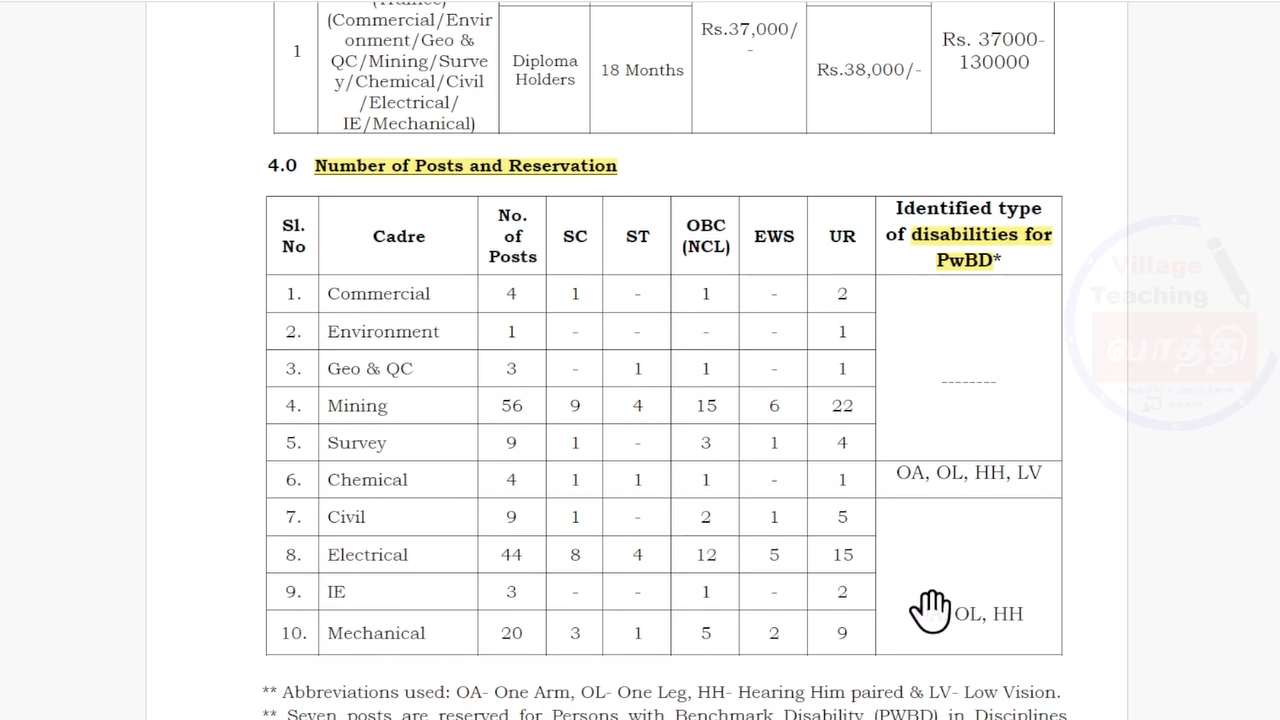 (Commercial/Envir
onment/Geo &
QC/Mining/Surve
y/Chemical/Civil
/Electrical/
IE/Mechanical)
1
Diploma
Holders
18 Months
Rs.37,000/
-
Rs.38,000/-
Rs. 37000-
130000
4.0 Number of Posts and Reservation
Sl. No Cadre No. of Posts SC ST OBC (NCL) EWS UR Identified type of disabilities for PwBD*
1. Commercial 4 1 - 1 - 2
2. Environment 1 - - - - 1
3. Geo & QC 3 - 1 1 - 1
--------
4. Mining 56 9 4 15 6 22
5. Survey 9 1 - 3 1 4
6. Chemical 4 1 1 1 - 1 OA, OL, HH, LV
7. Civil 9 1 - 2 1 5
8. Electrical 44 8 4 12 5 15
9. IE 3 - - 1 - 2
OL, HH
10. Mechanical 20 3 1 5 2 9
** Abbreviations used: OA- One Arm, OL- One Leg, HH- Hearing Him paired & LV- Low Vision.
** Seven posts are reserved for Persons with Benchmark Disability (PWBD) in Disciplines
Village
Teaching
வாத்தி